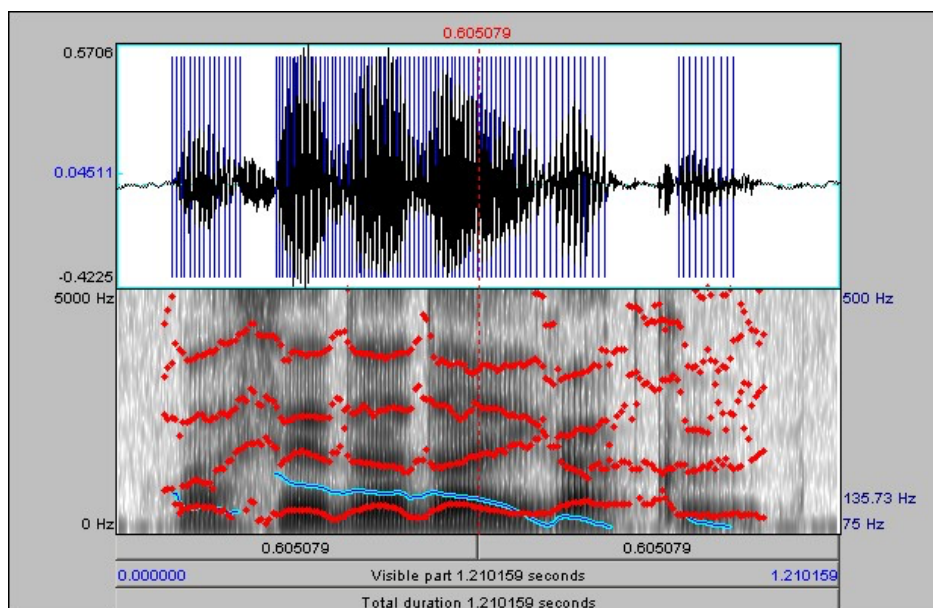 0.605079
0.5706
0.04511
-0.4225
5000 Hz 500 Hz
135.73 Hz
0 Hz 75 Hz
0.605079 0.605079
0.000000 Visible part 1.210159 seconds 1.210159
Total duration 1.210159 seconds